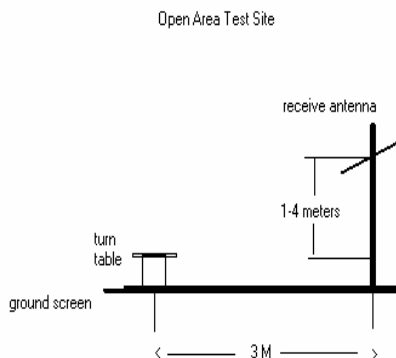 Open Area Test Site
receive antenna
1-4 meters
turn
table
ground screen
3 M